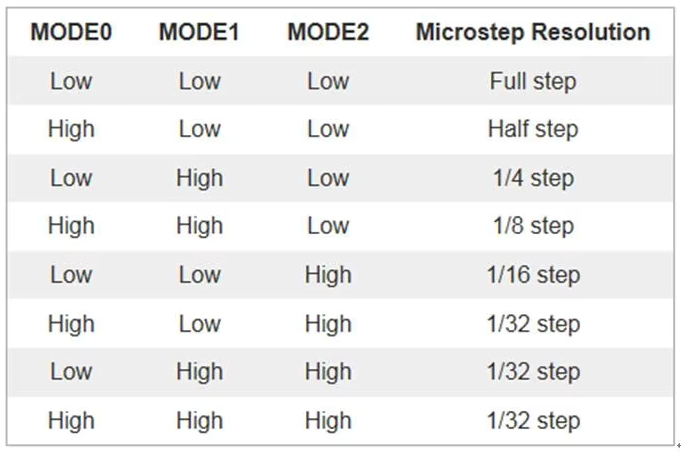 MODE0 MODE1 MODE2 Microstep Resolution
Low Low Low Full step
High Low Low Half step
Low High Low 1/4 step
High High Low 1/8 step
Low Low High 1/16 step
High Low High 1/32 step
Low High High 1/32 step
High High High 1/32 step